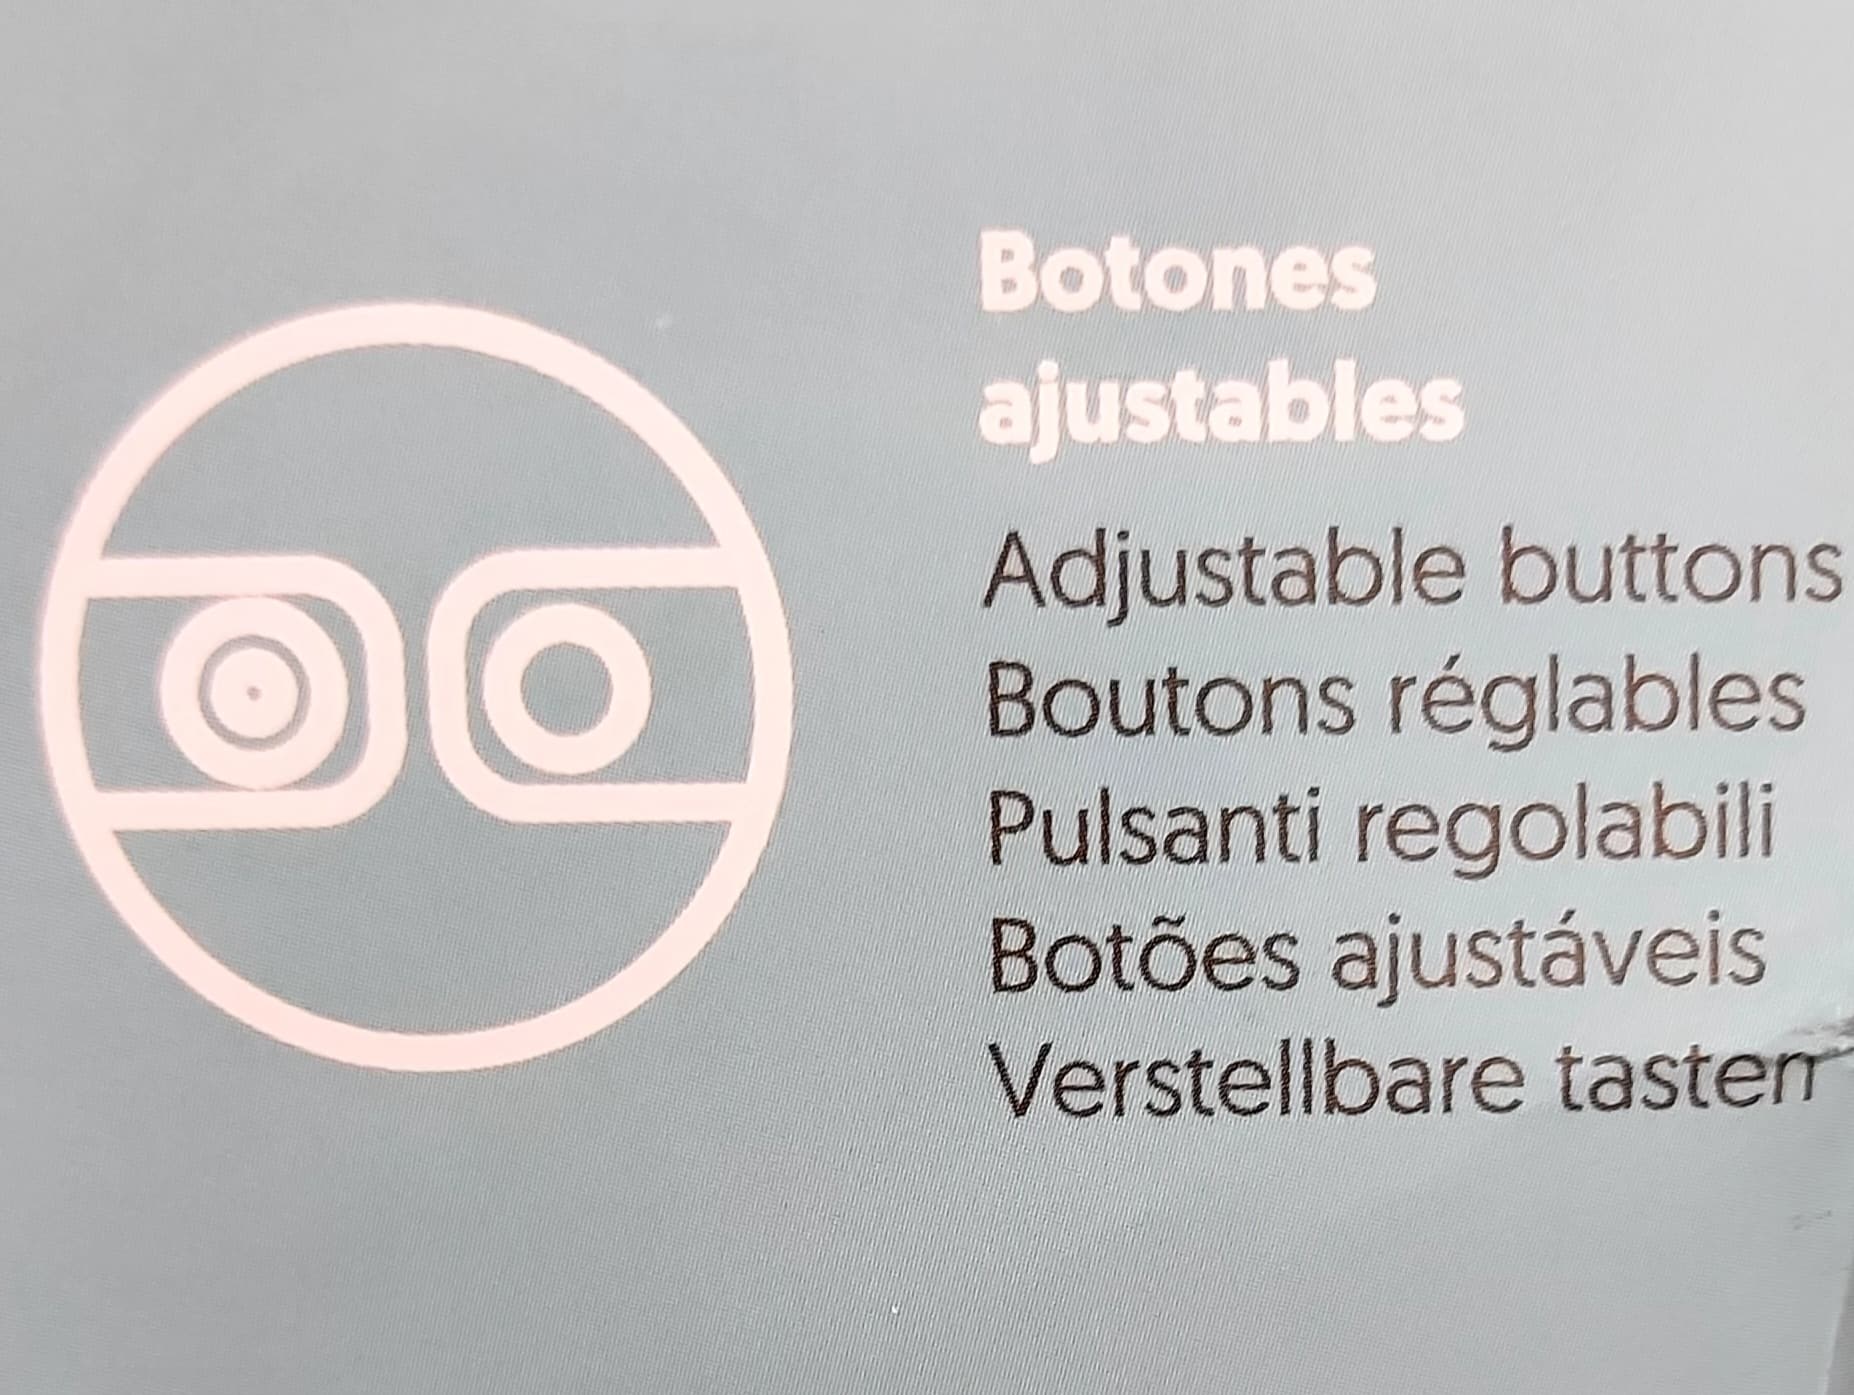 Botones
ajustables
Adjustable buttons
Boutons réglables
Pulsanti regolabili
Botões ajustáveis
Verstellbare tasten